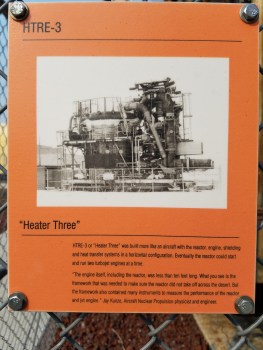 HTRE-3
"Heater Three"
HTRE-3 or "Heater Three" was built more like an aircraft with the reactor, engine, shielding
and heat transfer systems in a horizontal configuration. Eventually the reactor could start
and run two turbojet engines at a time.
"The engine itself, including the reactor, was less than ten feet long. What you see is the
framework that was needed to make sure the reactor did not take off across the desert. But
the framework also contained many instruments to measure the performance of the reactor
and jet engine." Jay Kunze, Aircraft Nuclear Propulsion physicist and engineer.